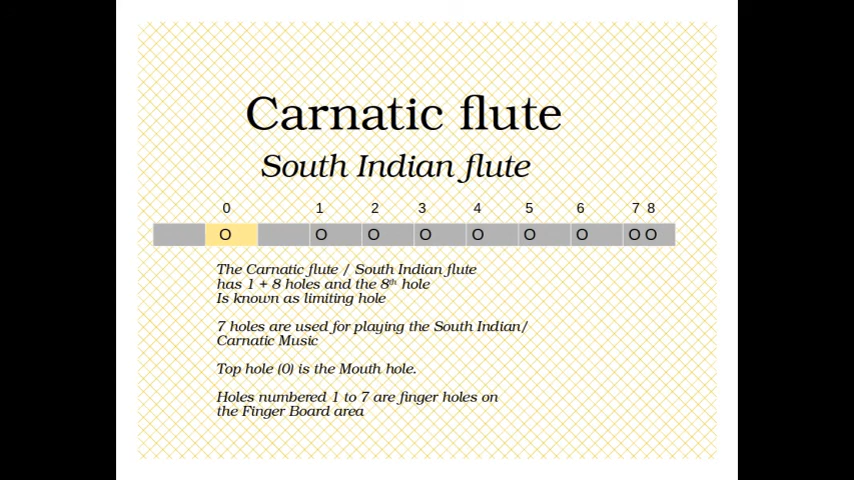 Carnatic flute
South Indian flute
0 1 2 3 4 5 6 7 8
O O O O O O O O O
The Carnatic flute / South Indian flute
has 1 + 8 holes and the 8th hole
Is known as limiting hole
7 holes are used for playing the South Indian/
Carnatic Music
Top hole (0) is the Mouth hole.
Holes numbered 1 to 7 are finger holes on
the Finger Board area